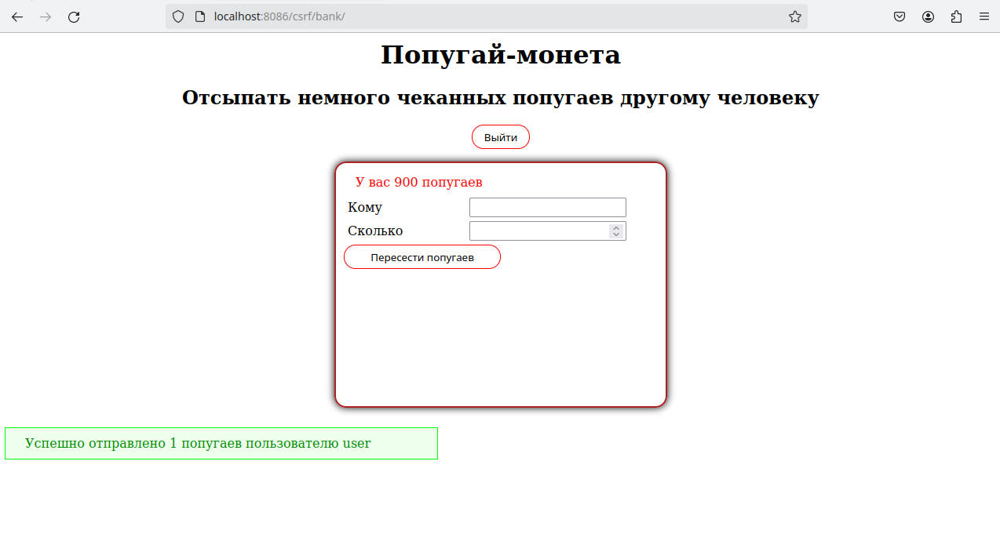 localhost:8086/csrf/bank/
Попугай-монета
Отсыпать немного чеканных попугаев другому человеку
Выйти
У вас 900 попугаев
Кому
Сколько
Пересести попугаев
Успешно отправлено 1 попугаев пользователю user